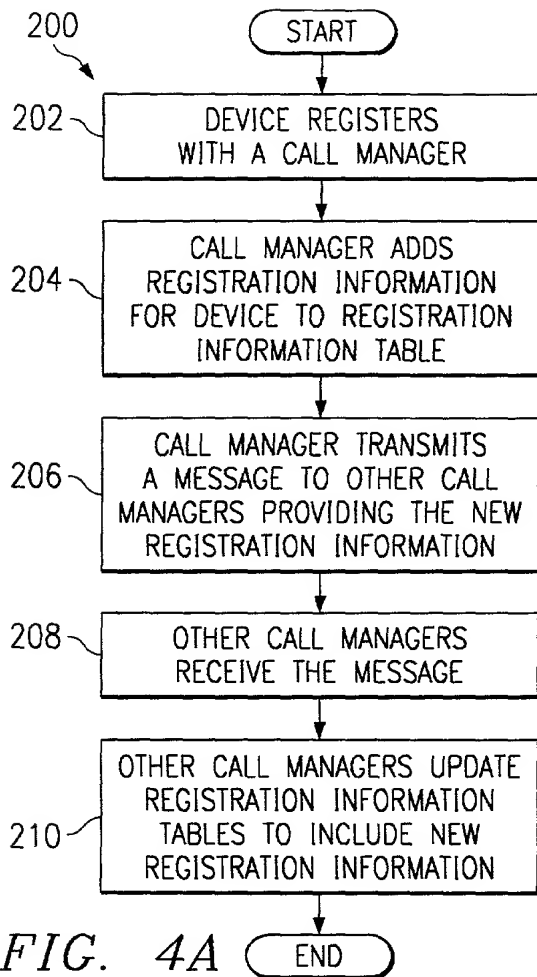 200
START
202
DEVICE REGISTERS
WITH A CALL MANAGER
204
CALL MANAGER ADDS
REGISTRATION INFORMATION
FOR DEVICE TO REGISTRATION
INFORMATION TABLE
206
CALL MANAGER TRANSMITS
A MESSAGE TO OTHER CALL
MANAGERS PROVIDING THE NEW
REGISTRATION INFORMATION
208
OTHER CALL MANAGERS
RECEIVE THE MESSAGE
210
OTHER CALL MANAGERS UPDATE
REGISTRATION INFORMATION
TABLES TO INCLUDE NEW
REGISTRATION INFORMATION
FIG. 4A
END